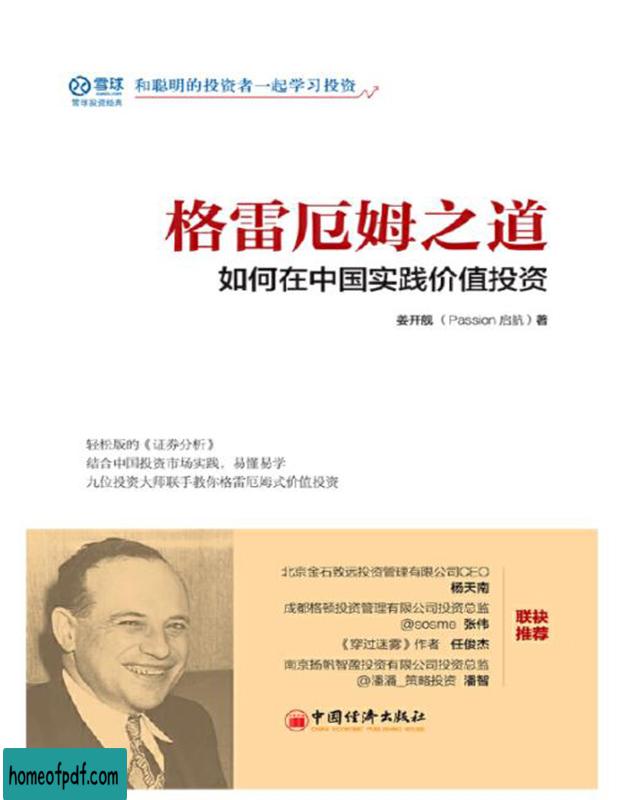 雪球
和聪明的投资者一起学习投资
雪球投资经典
格雷厄姆之道
如何在中国实践价值投资
姜开舰（Passion 启航）著
轻松版的《证券分析》
结合中国投资市场实践，易懂易学
九位投资大师联手教你格雷厄姆式价值投资
北京金石致远投资管理有限公司CEO
杨天南
成都格顿投资管理有限公司投资总监
@sosme 张伟
《穿过迷雾》作者 任俊杰
南京扬帆智盈投资有限公司投资总监
@潘潘_策略投资 潘智
联袂
推荐
中国经济出版社
homeofpdf.com